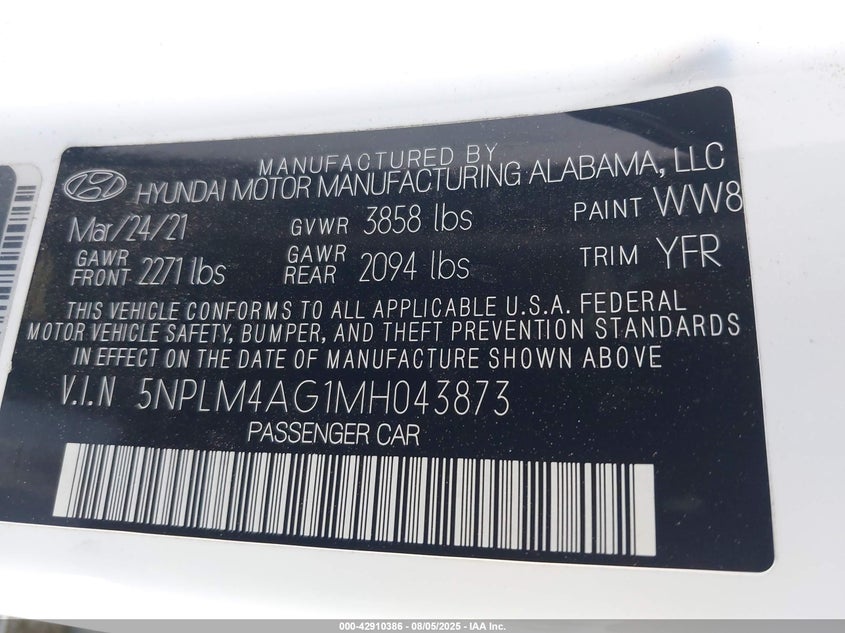 MANUFACTURED BY
HYUNDAI MOTOR MANUFACTURING ALABAMA, LLC
Mar/24/21 GVWR 3858 lbs PAINT WW8
GAWR FRONT 2271 lbs GAWR REAR 2094 lbs TRIM YFR
THIS VEHICLE CONFORMS TO ALL APPLICABLE U.S.A. FEDERAL
MOTOR VEHICLE SAFETY, BUMPER, AND THEFT PREVENTION STANDARDS
IN EFFECT ON THE DATE OF MANUFACTURE SHOWN ABOVE
V.I.N 5NPLM4AG1MH043873
PASSENGER CAR
000-42910386 - 08/05/2025 - IAA Inc.